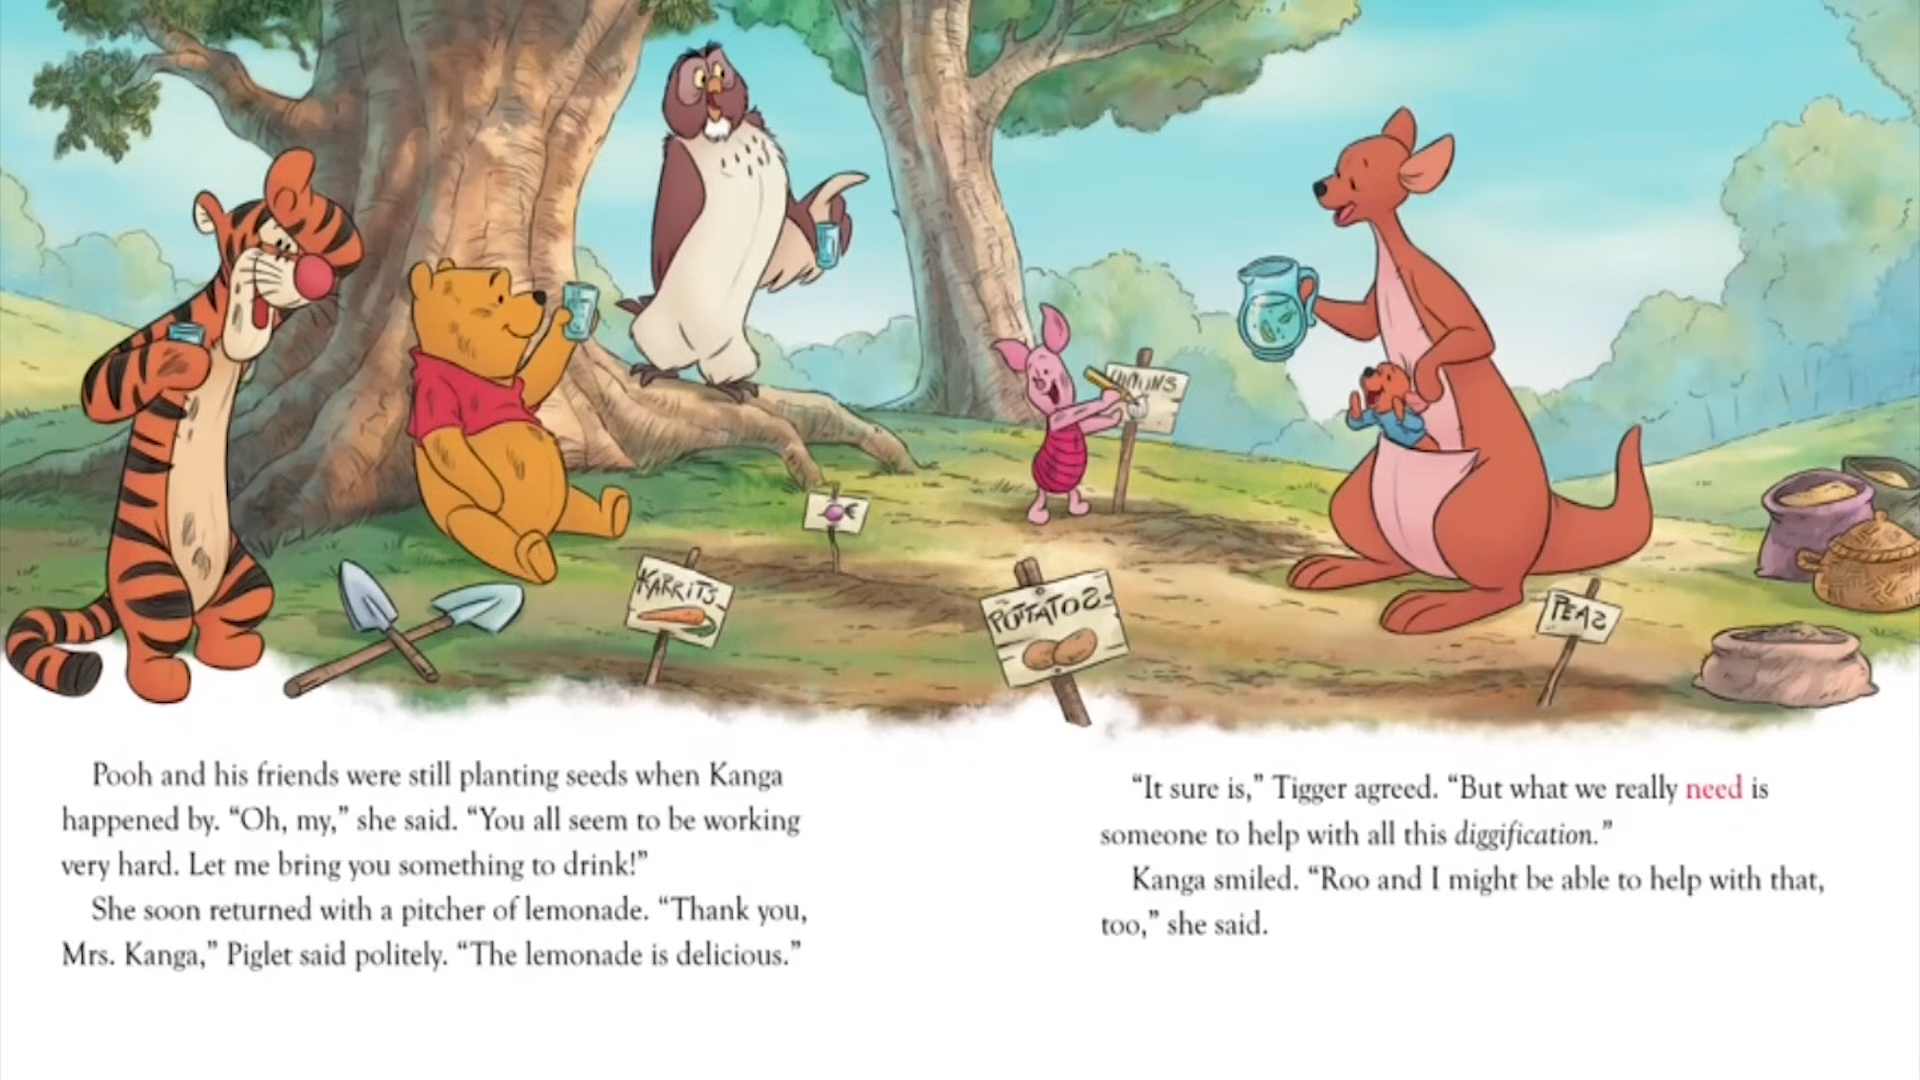 ONIONS
KARRITS
POTTATOS
PEAS
Pooh and his friends were still planting seeds when Kanga
happened by. “Oh, my,” she said. “You all seem to be working
very hard. Let me bring you something to drink!”
She soon returned with a pitcher of lemonade. “Thank you,
Mrs. Kanga,” Piglet said politely. “The lemonade is delicious.”
“It sure is,” Tigger agreed. “But what we really need is
someone to help with all this diggification.”
Kanga smiled. “Roo and I might be able to help with that,
too,” she said.